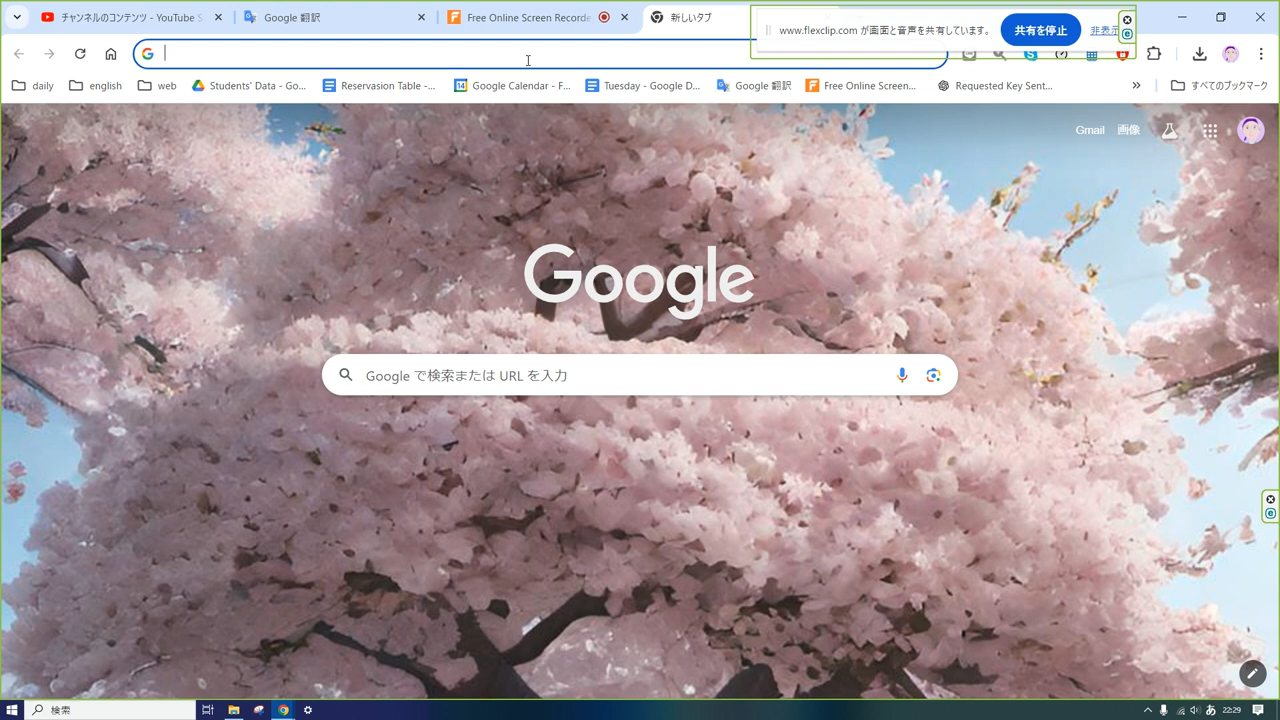 チャンネルのコンテンツ - YouTube S
Google 翻訳
Free Online Screen Recorde
新しいタブ
www.flexclip.com が画面と音声を共有しています。
共有を停止
非表示
daily
english
web
Students' Data - Go...
Reservasion Table -...
Google Calendar - F...
Tuesday - Google D...
Google 翻訳
Free Online Screen...
Requested Key Sent...
すべてのブックマーク
Gmail
画像
Google
Google で検索または URL を入力
検索
あ
22:29